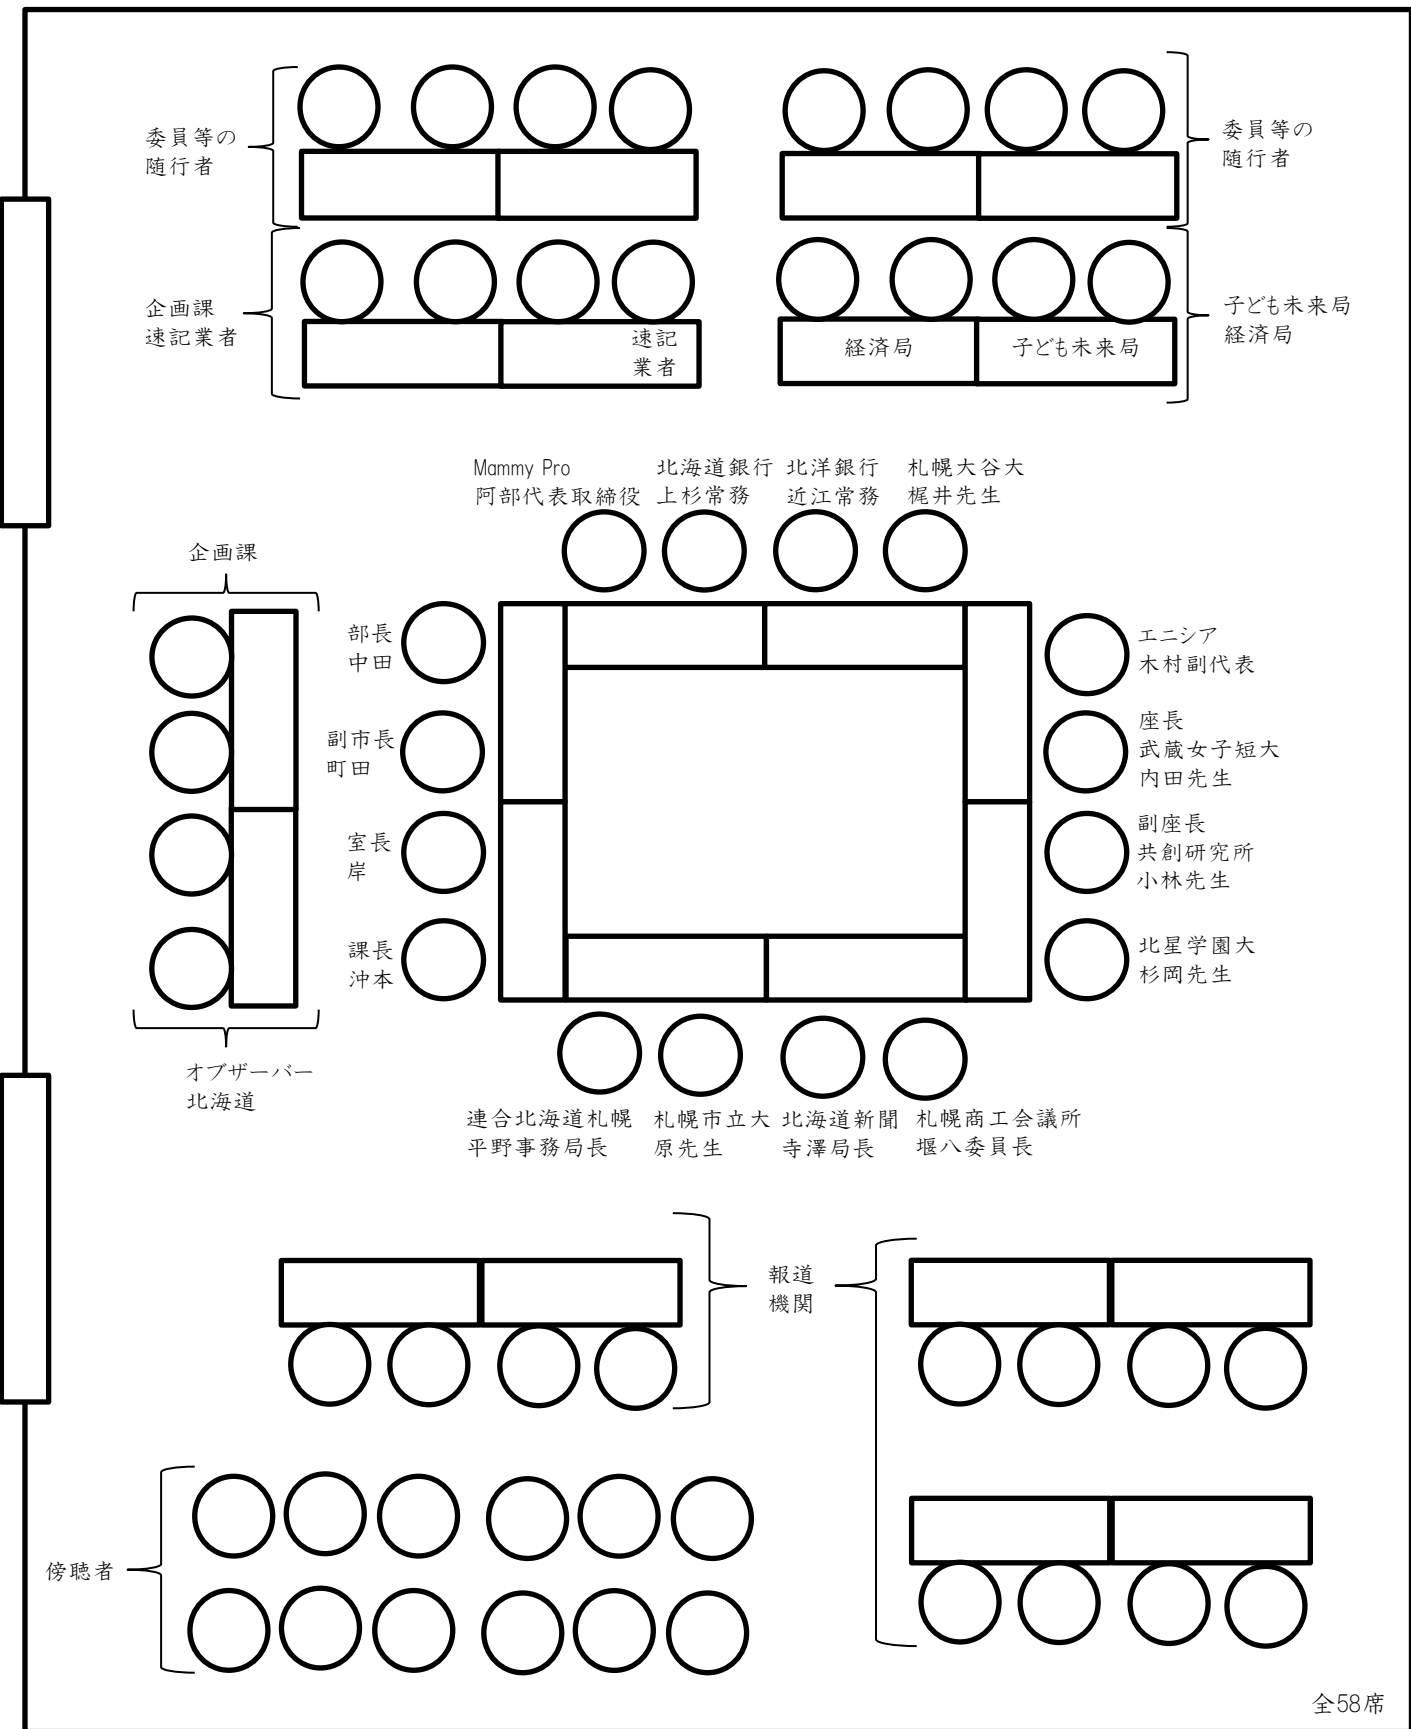 委員等の
随行者
委員等の
随行者
企画課
速記業者
速記
業者
経済局
子ども未来局
子ども未来局
経済局
Mammy Pro
阿部代表取締役
北海道銀行
上杉常務
北洋銀行
近江常務
札幌大谷大
梶井先生
企画課
部長
中田
副市長
町田
室長
岸
課長
沖本
エニシア
木村副代表
座長
武蔵女子短大
内田先生
副座長
共創研究所
小林先生
北星学園大
杉岡先生
オブザーバー
北海道
連合北海道札幌
平野事務局長
札幌市立大
原先生
北海道新聞
寺澤局長
札幌商工会議所
堰八委員長
報道
機関
傍聴者
全58席